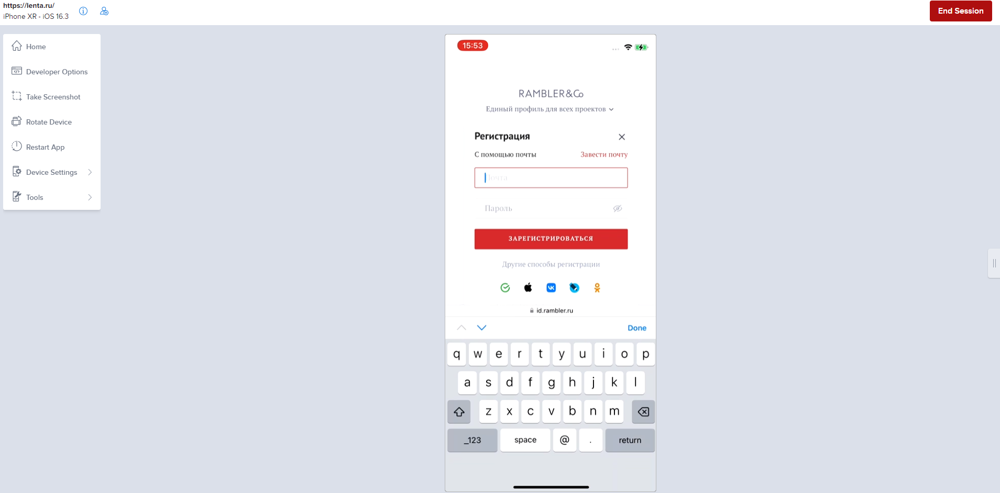 https://lenta.ru/
iPhone XR - iOS 16.3
End Session
Home
Developer Options
Take Screenshot
Rotate Device
Restart App
Device Settings
Tools
15:53
RAMBLER&Co
Единый профиль для всех проектов
Регистрация
С помощью почты Завести почту
Почта
Пароль
ЗАРЕГИСТРИРОВАТЬСЯ
Другие способы регистрации
id.rambler.ru
Done
q w e r t y u i o p
a s d f g h j k l
z x c v b n m
_123 space @ . return